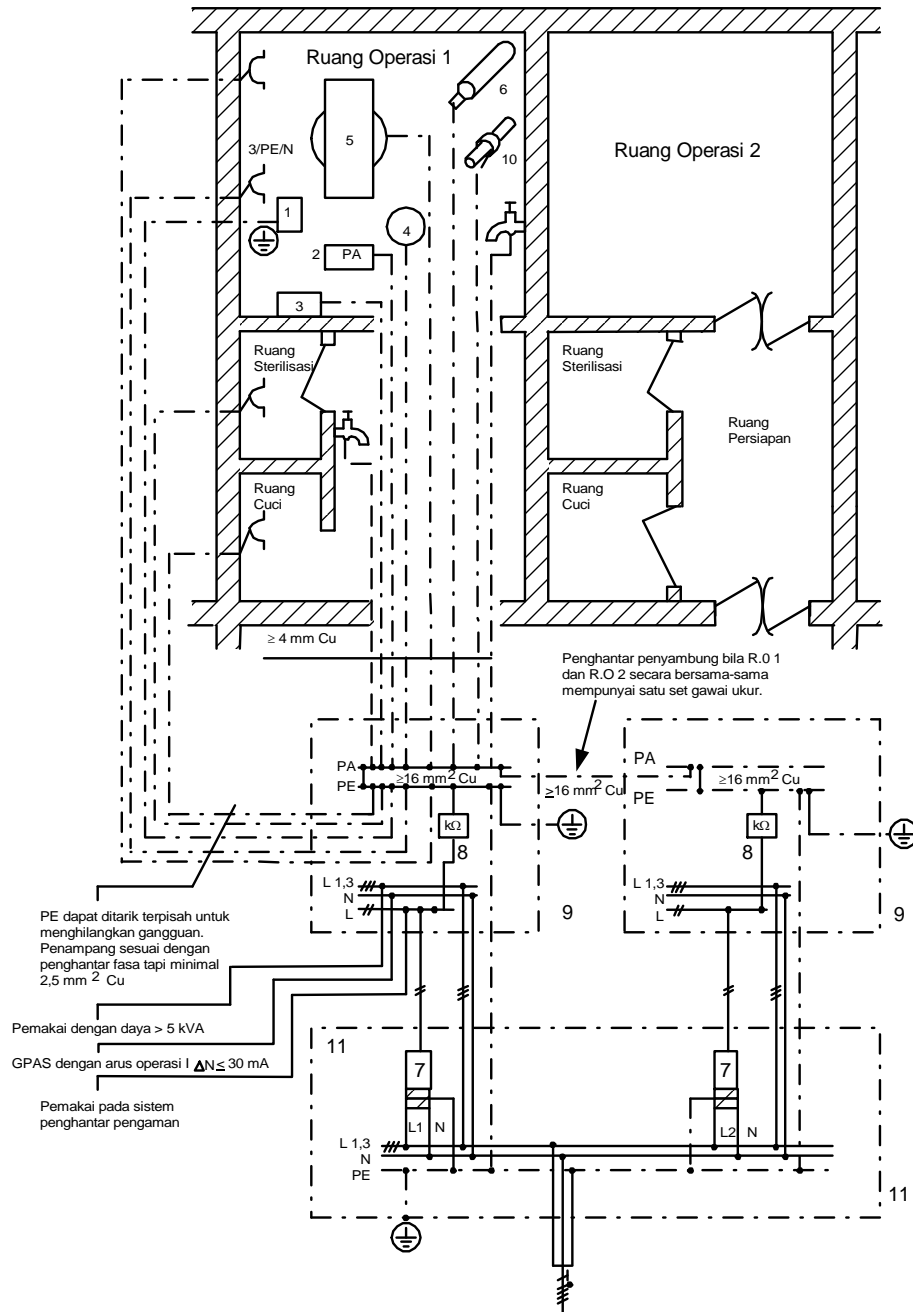 Ruang Operasi 1
6
3/PE/N
5
10
Ruang Operasi 2
1
4
2
PA
3
Ruang
Sterilisasi
Ruang
Sterilisasi
Ruang
Persiapan
Ruang
Cuci
Ruang
Cuci
≥ 4 mm Cu
Penghantar penyambung bila R.0 1
dan R.O 2 secara bersama-sama
mempunyai satu set gawai ukur.
PA
≥16 mm² Cu
PE
≥16 mm² Cu
PA
≥16 mm² Cu
PE
kΩ
8
kΩ
8
L 1,3
N
L
9
L 1,3
N
L
9
PE dapat ditarik terpisah untuk
menghilangkan gangguan.
Penampang sesuai dengan
penghantar fasa tapi minimal
2,5 mm ² Cu
Pemakai dengan daya > 5 kVA
GPAS dengan arus operasi I ΔN ≤ 30 mA
Pemakai pada sistem
penghantar pengaman
11
7
7
L1 N
L2 N
L 1,3
N
PE
11